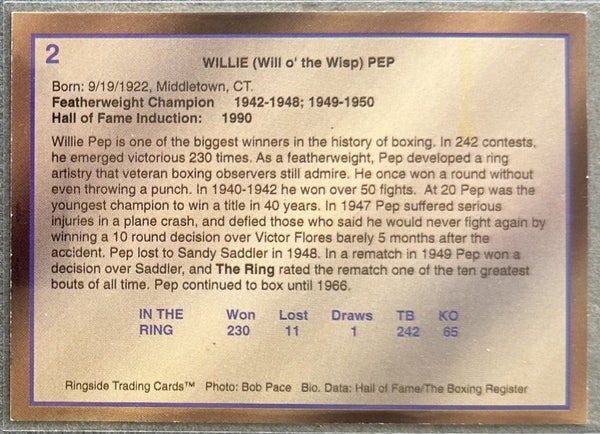 2
WILLIE (Will o' the Wisp) PEP
Born: 9/19/1922, Middletown, CT.
Featherweight Champion 1942-1948; 1949-1950
Hall of Fame Induction: 1990
Willie Pep is one of the biggest winners in the history of boxing. In 242 contests,
he emerged victorious 230 times. As a featherweight, Pep developed a ring
artistry that veteran boxing observers still admire. He once won a round without
even throwing a punch. In 1940-1942 he won over 50 fights. At 20 Pep was the
youngest champion to win a title in 40 years. In 1947 Pep suffered serious
injuries in a plane crash, and defied those who said he would never fight again by
winning a 10 round decision over Victor Flores barely 5 months after the
accident. Pep lost to Sandy Saddler in 1948. In a rematch in 1949 Pep won a
decision over Saddler, and The Ring rated the rematch one of the ten greatest
bouts of all time. Pep continued to box until 1966.
IN THE Won Lost Draws TB KO
RING 230 11 1 242 65
Ringside Trading Cards™ Photo: Bob Pace Bio. Data: Hall of Fame/The Boxing Register